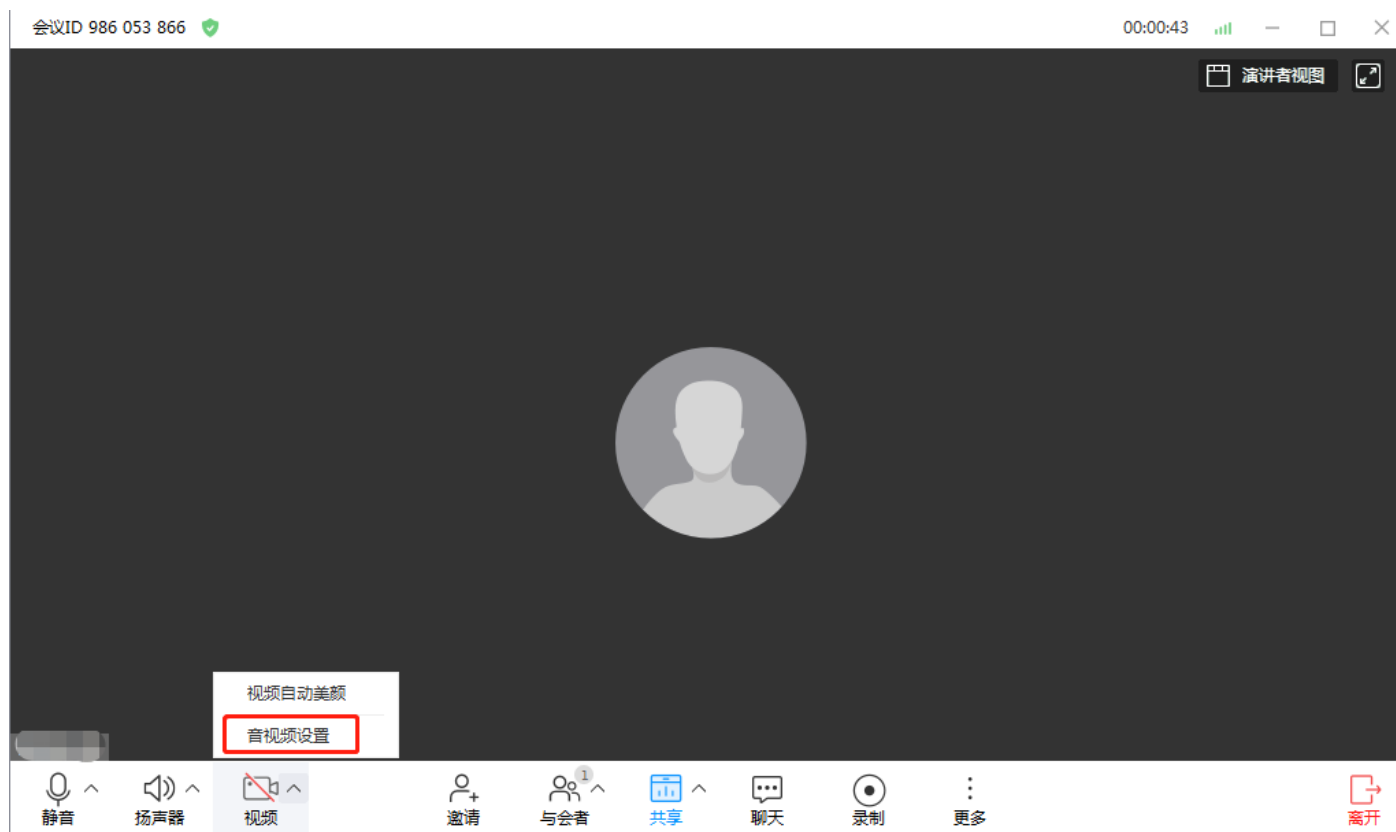 会议ID 986 053 866
00:00:43
演讲者视图
视频自动美颜
音视频设置
1
静音
扬声器
视频
邀请
与会者
共享
聊天
录制
更多
离开